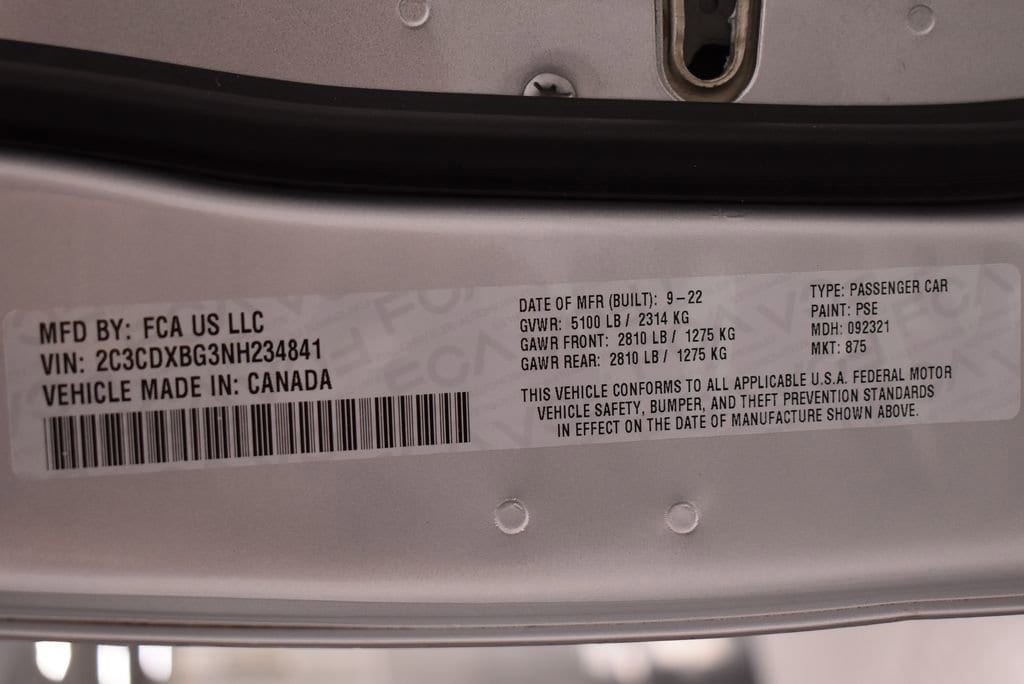 MFD BY: FCA US LLC
VIN: 2C3CDXBG3NH234841
VEHICLE MADE IN: CANADA
DATE OF MFR (BUILT): 9-22
GVWR: 5100 LB / 2314 KG
GAWR FRONT: 2810 LB / 1275 KG
GAWR REAR: 2810 LB / 1275 KG
TYPE: PASSENGER CAR
PAINT: PSE
MDH: 092321
MKT: 875
THIS VEHICLE CONFORMS TO ALL APPLICABLE U.S.A. FEDERAL MOTOR
VEHICLE SAFETY, BUMPER, AND THEFT PREVENTION STANDARDS
IN EFFECT ON THE DATE OF MANUFACTURE SHOWN ABOVE.